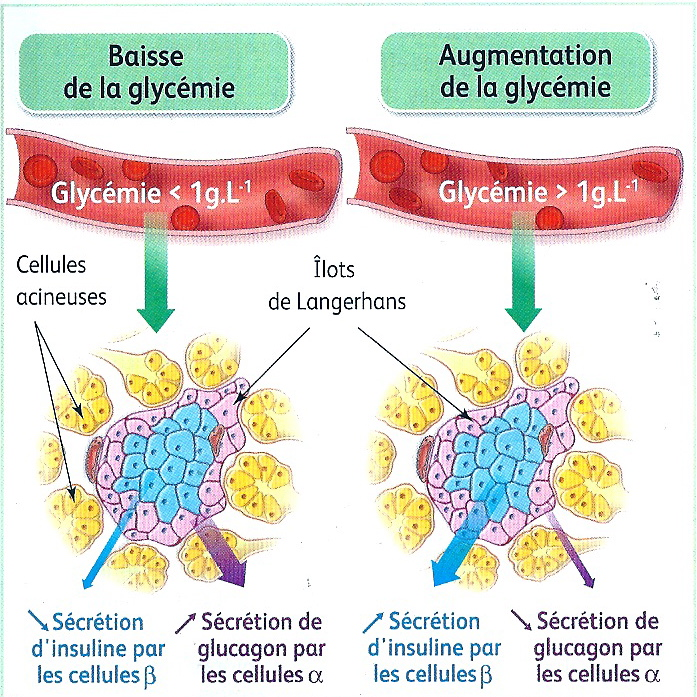 Baisse
de la glycémie
Augmentation
de la glycémie
Glycémie < 1g.L⁻¹
Glycémie > 1g.L⁻¹
Cellules
acineuses
Îlots
de Langerhans
↘ Sécrétion
d'insuline par
les cellules β
↗ Sécrétion de
glucagon par
les cellules α
↗ Sécrétion
d'insuline par
les cellules β
↘ Sécrétion de
glucagon par
les cellules α